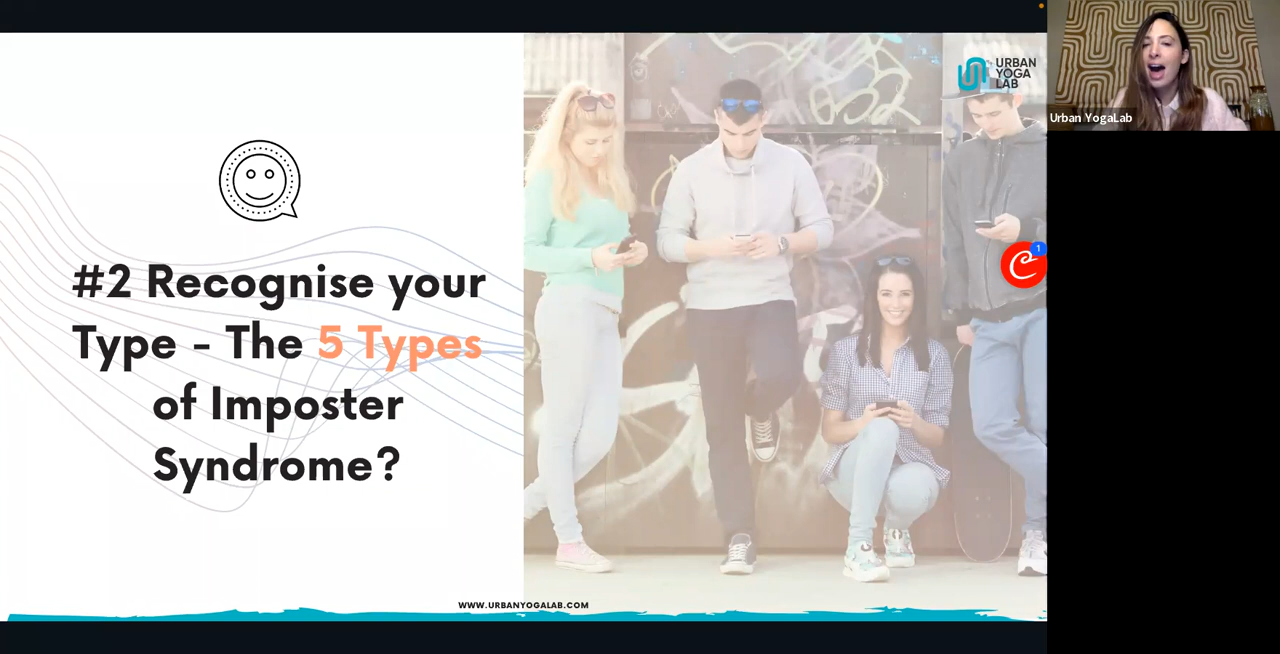 #2 Recognise your
Type - The 5 Types
of Imposter
Syndrome?
URBAN
YOGA
LAB
Urban YogaLab
1
WWW.URBANYOGALAB.COM